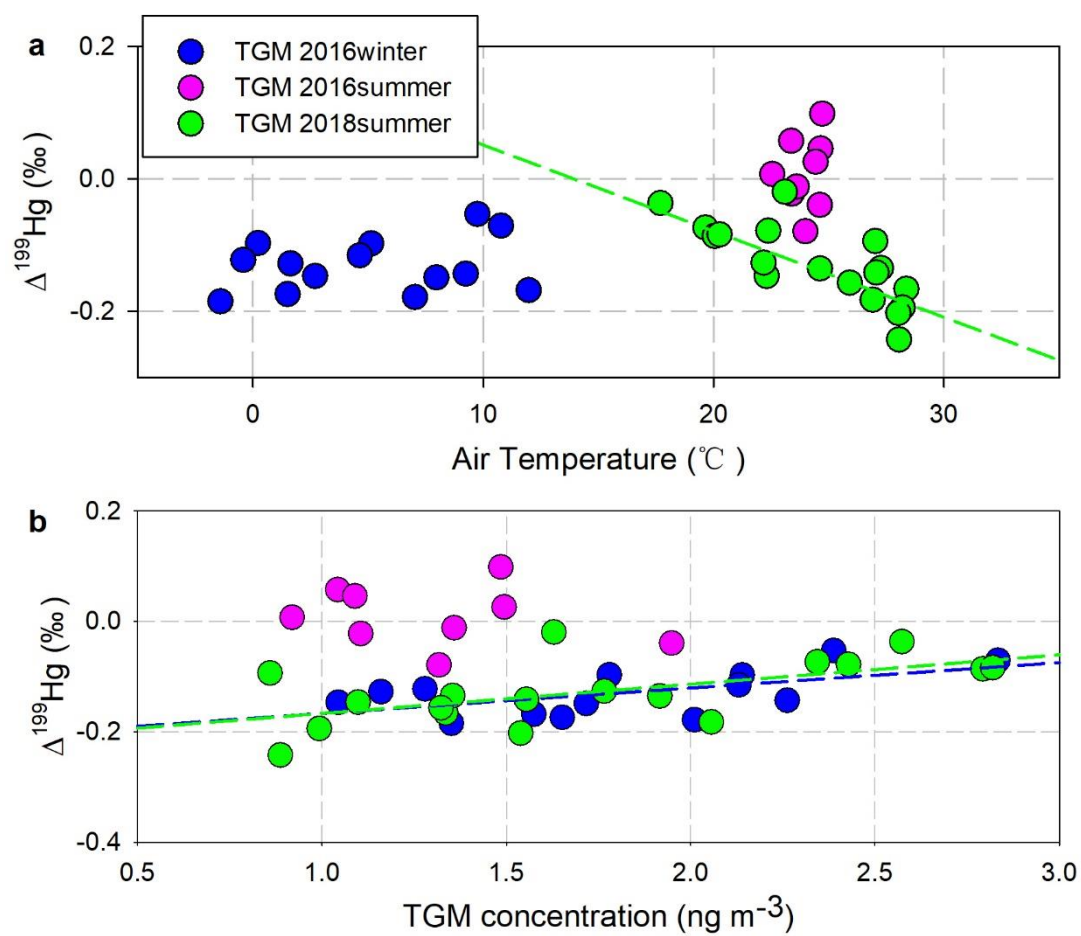 a
0.2
TGM 2016winter
TGM 2016summer
TGM 2018summer
0.0
-0.2
Δ¹⁹⁹Hg (‰)
0 10 20 30
Air Temperature (℃ )
b
0.2
0.0
-0.2
-0.4
Δ¹⁹⁹Hg (‰)
0.5 1.0 1.5 2.0 2.5 3.0
TGM concentration (ng m⁻³)